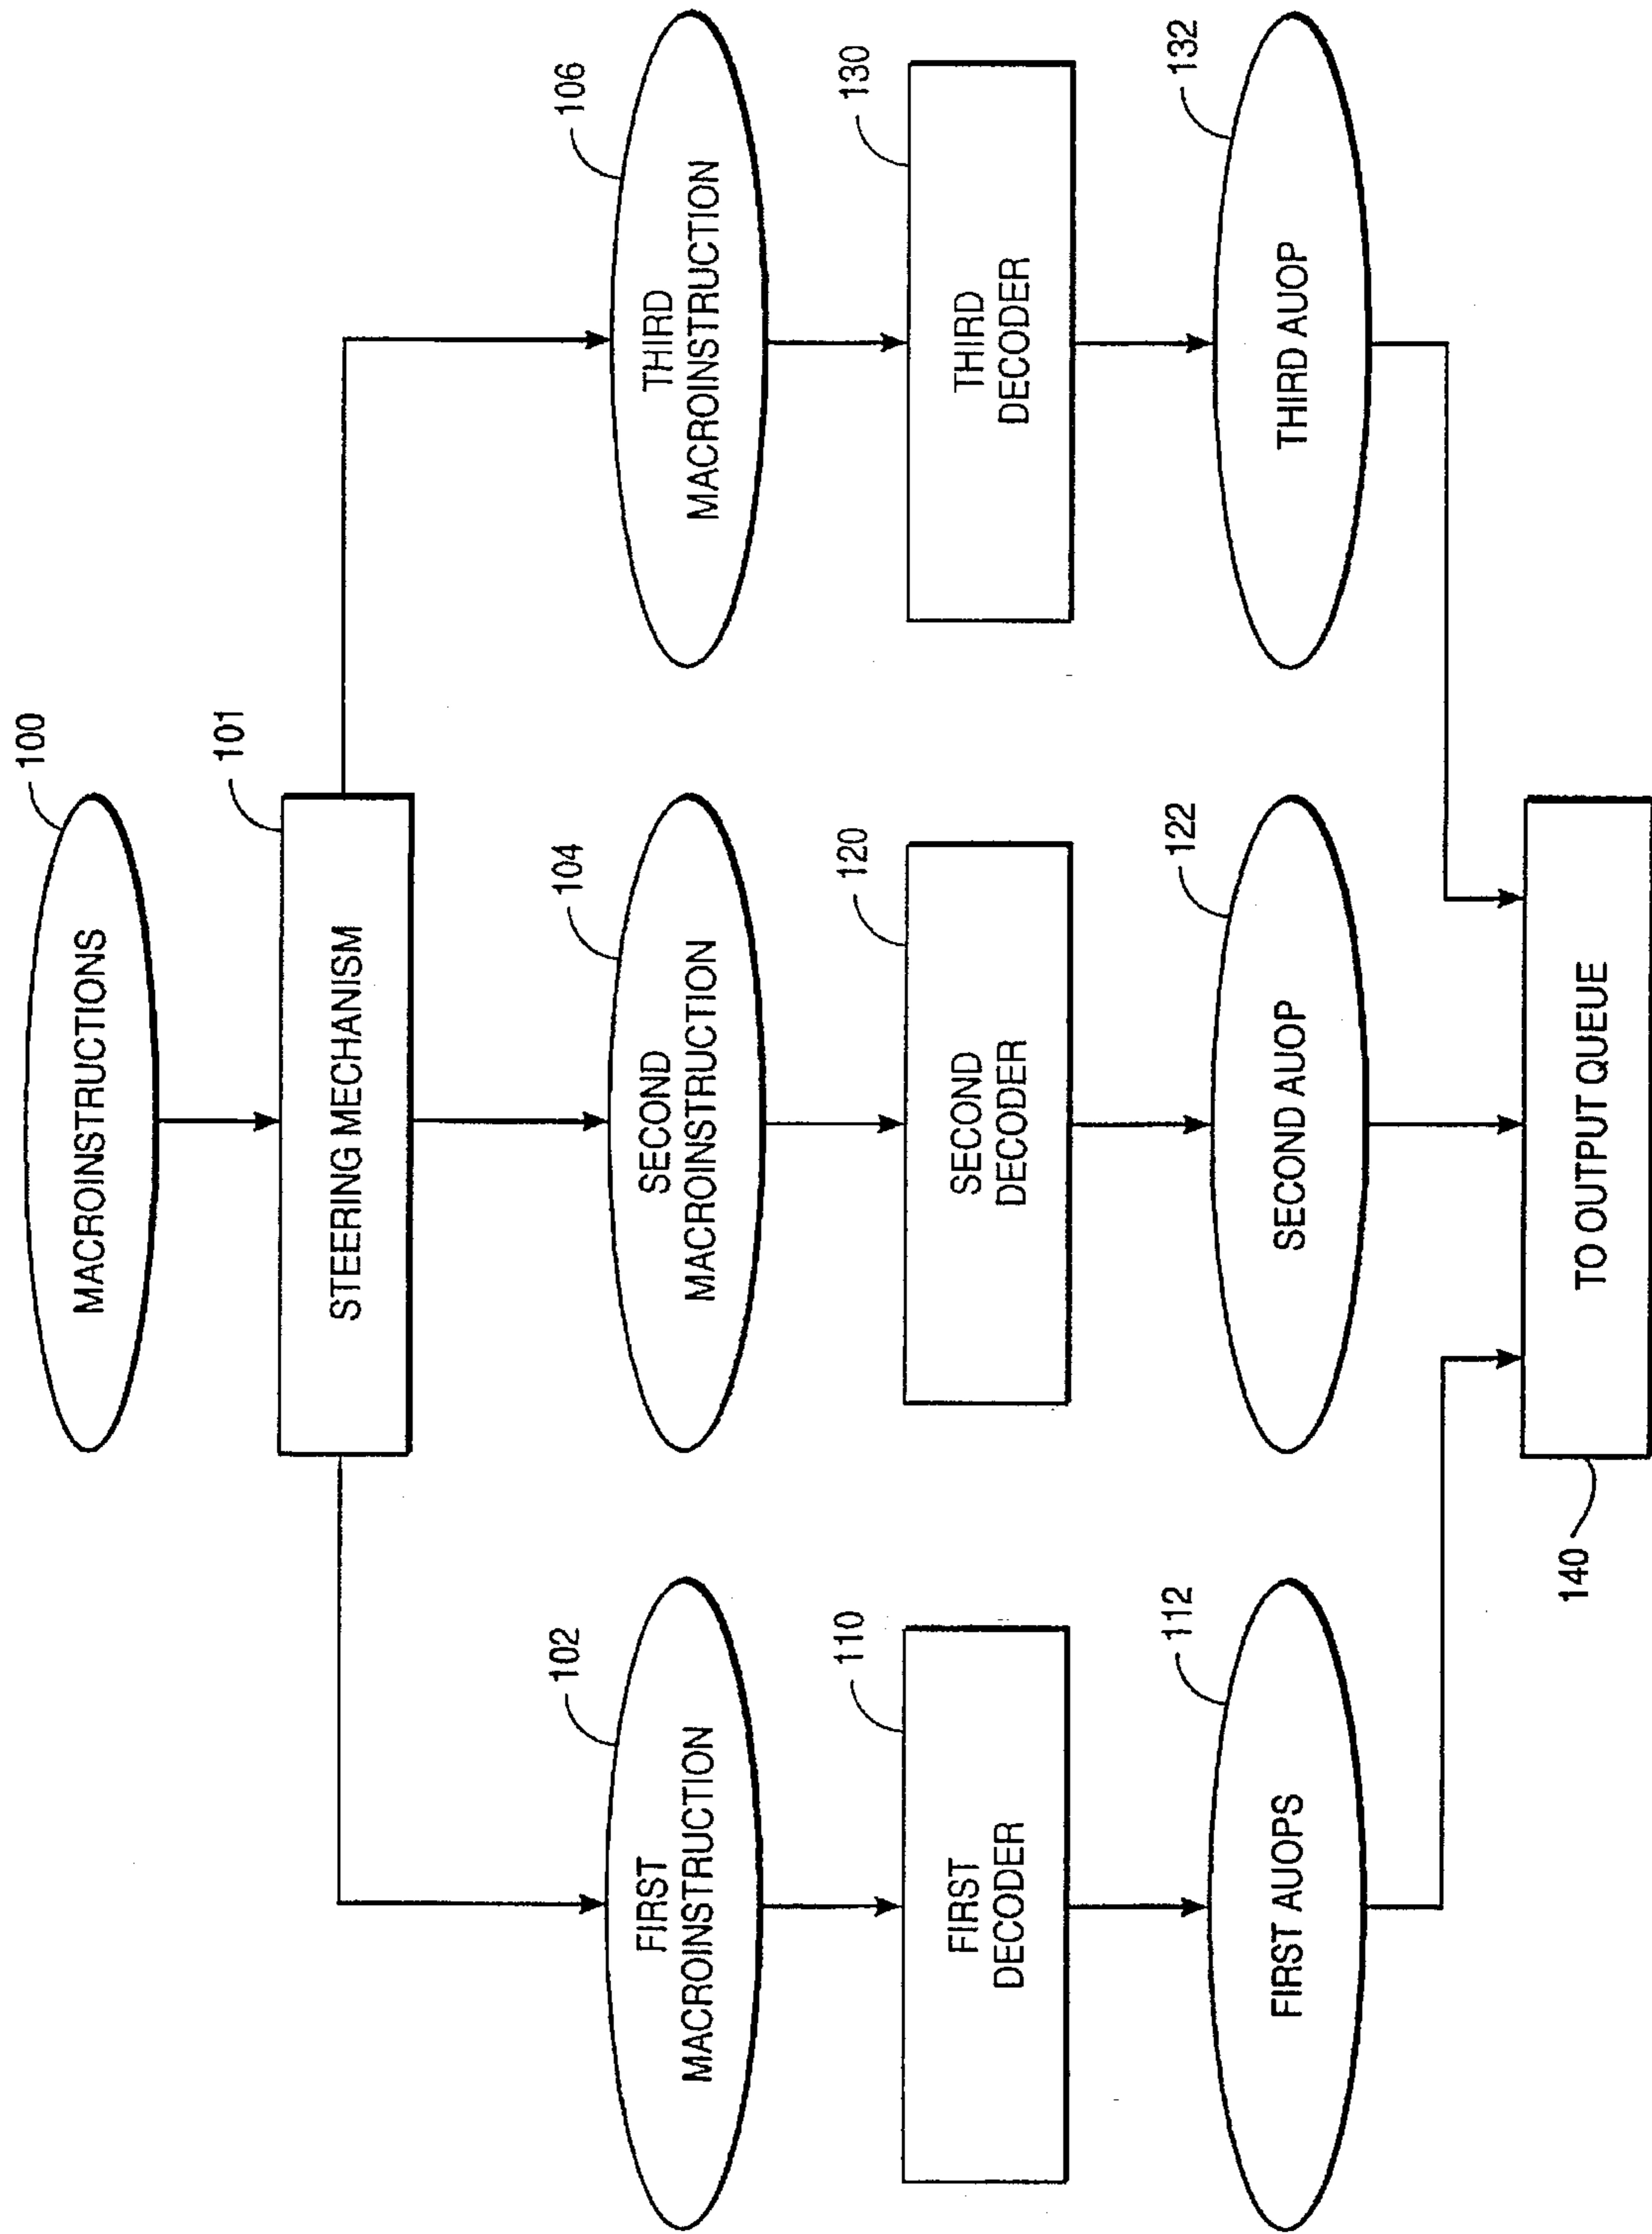 100
MACROINSTRUCTIONS
101
STEERING MECHANISM
102
FIRST
MACROINSTRUCTION
104
SECOND
MACROINSTRUCTION
106
THIRD
MACROINSTRUCTION
110
FIRST
DECODER
120
SECOND
DECODER
130
THIRD
DECODER
112
FIRST AUOPS
122
SECOND AUOP
132
THIRD AUOP
140
TO OUTPUT QUEUE